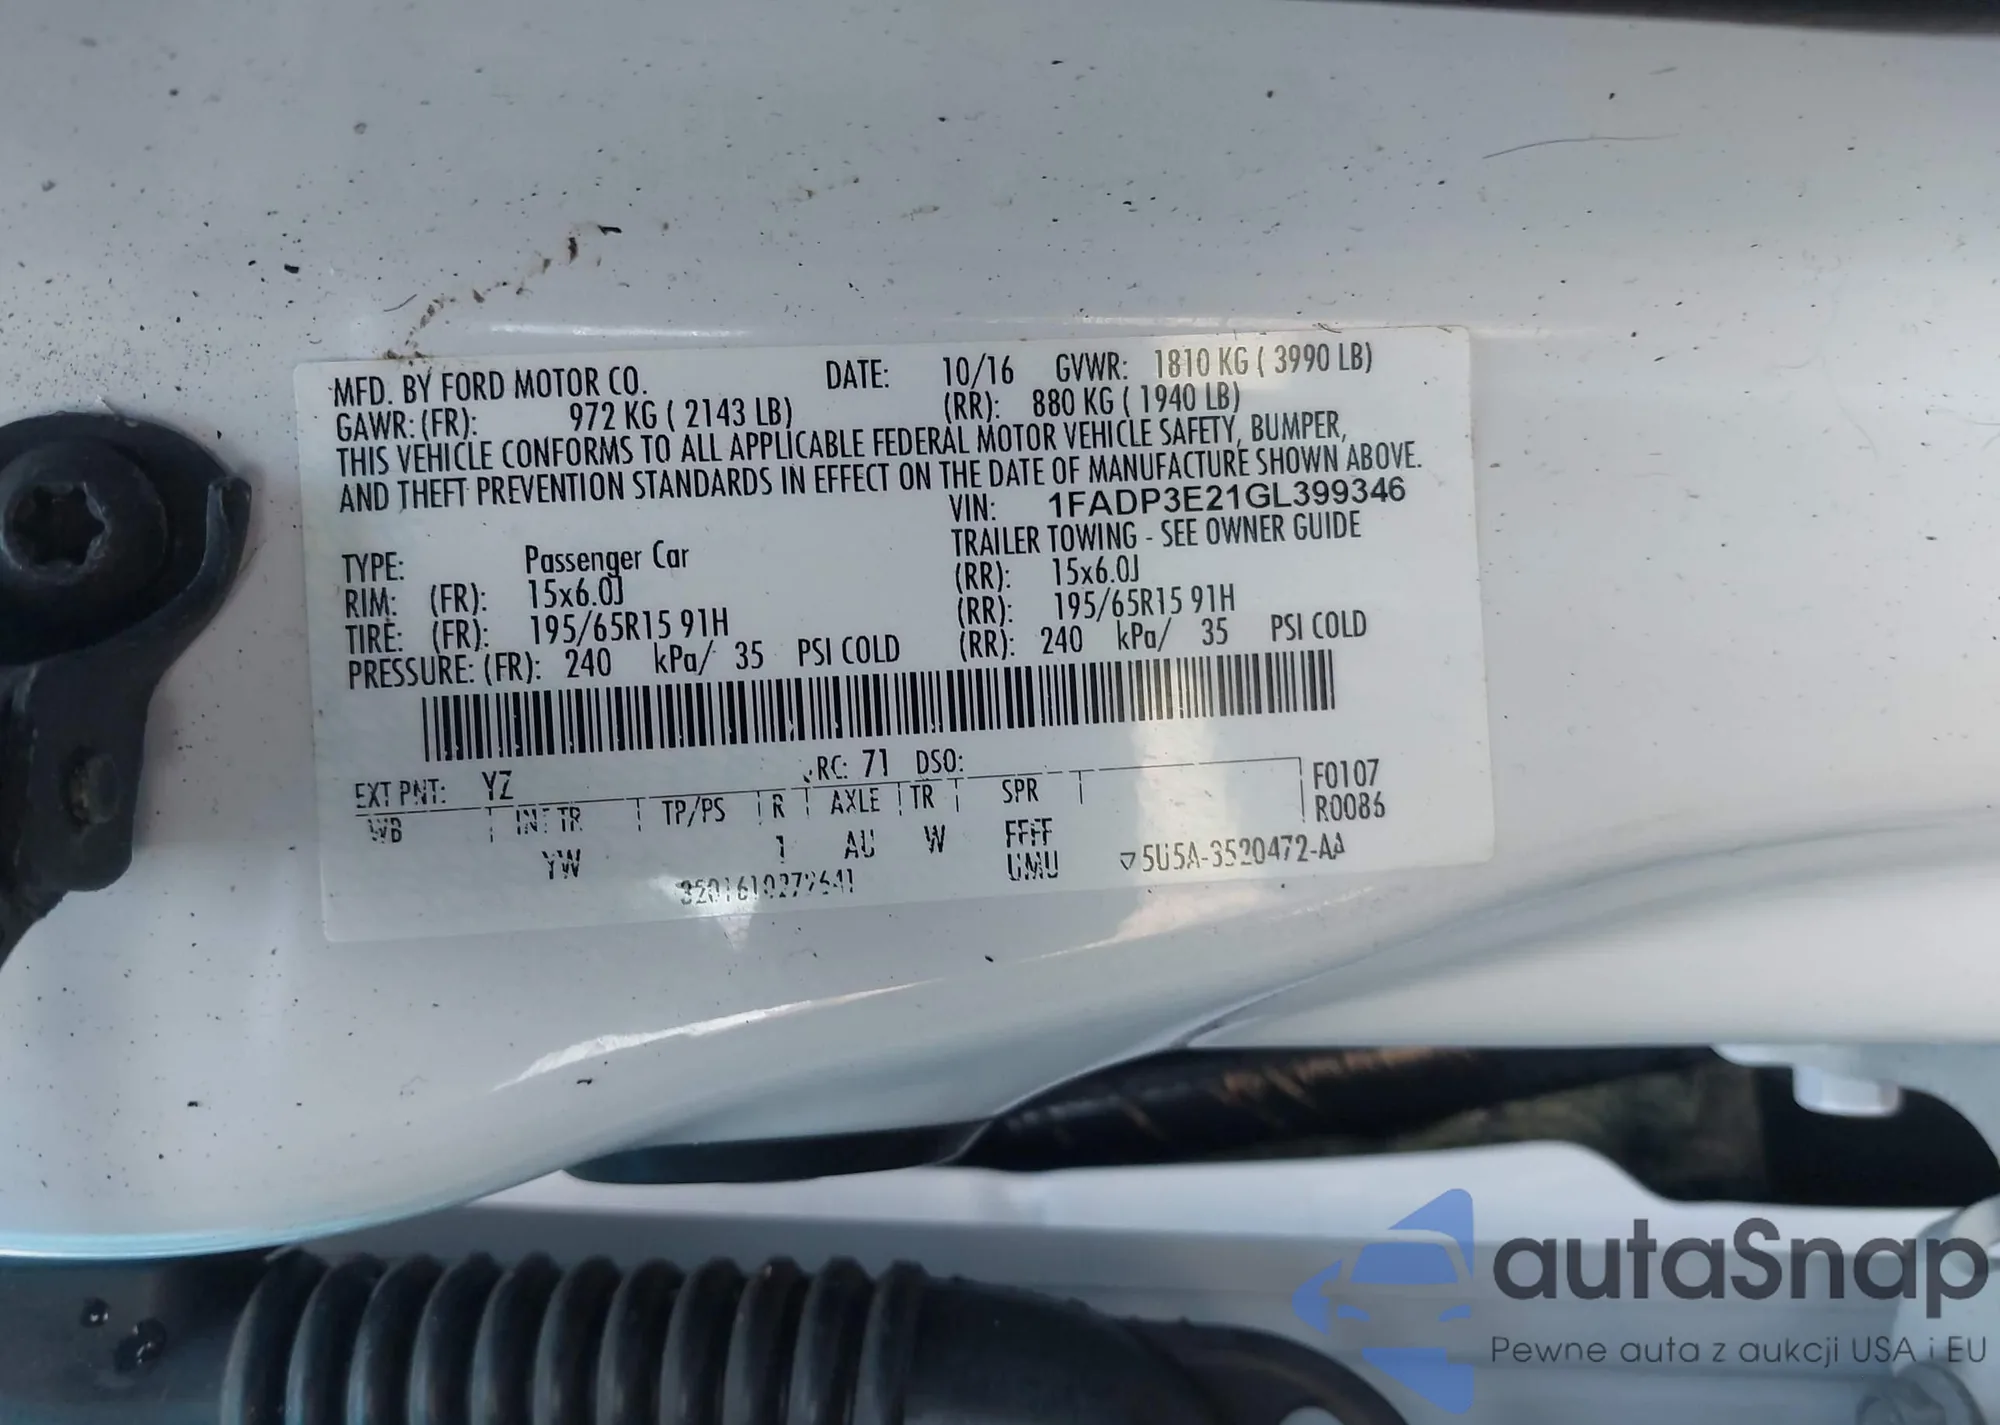 MFD. BY FORD MOTOR CO. DATE: 10/16 GVWR: 1810 KG ( 3990 LB)
GAWR: (FR): 972 KG ( 2143 LB) (RR): 880 KG ( 1940 LB)
THIS VEHICLE CONFORMS TO ALL APPLICABLE FEDERAL MOTOR VEHICLE SAFETY, BUMPER,
AND THEFT PREVENTION STANDARDS IN EFFECT ON THE DATE OF MANUFACTURE SHOWN ABOVE.
VIN: 1FADP3E21GL399346
TRAILER TOWING - SEE OWNER GUIDE
TYPE: Passenger Car
RIM: (FR): 15x6.0J (RR): 15x6.0J
TIRE: (FR): 195/65R15 91H (RR): 195/65R15 91H
PRESSURE: (FR): 240 kPa/ 35 PSI COLD (RR): 240 kPa/ 35 PSI COLD
EXT PNT: YZ RC: 71 DSO: F0107
WB INT TR TP/PS R AXLE TR SPR R0086
YW 1 AU W FFFF
UMU 5U5A-3520472-AA
autaSnap
Pewne auta z aukcji USA i EU